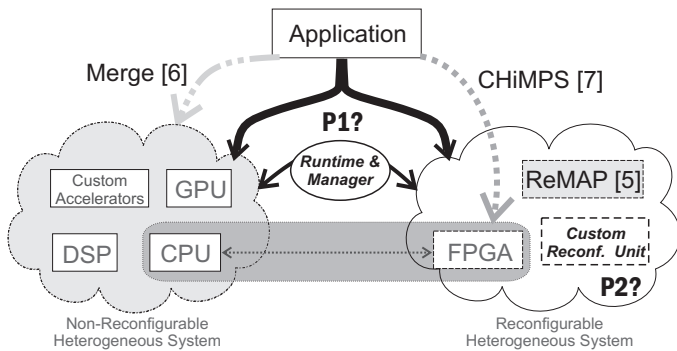 Application
Merge [6]
CHiMPS [7]
P1?
Runtime &
Manager
Custom
Accelerators
GPU
ReMAP [5]
DSP
CPU
FPGA
Custom
Reconf. Unit
P2?
Non-Reconfigurable
Heterogeneous System
Reconfigurable
Heterogeneous System